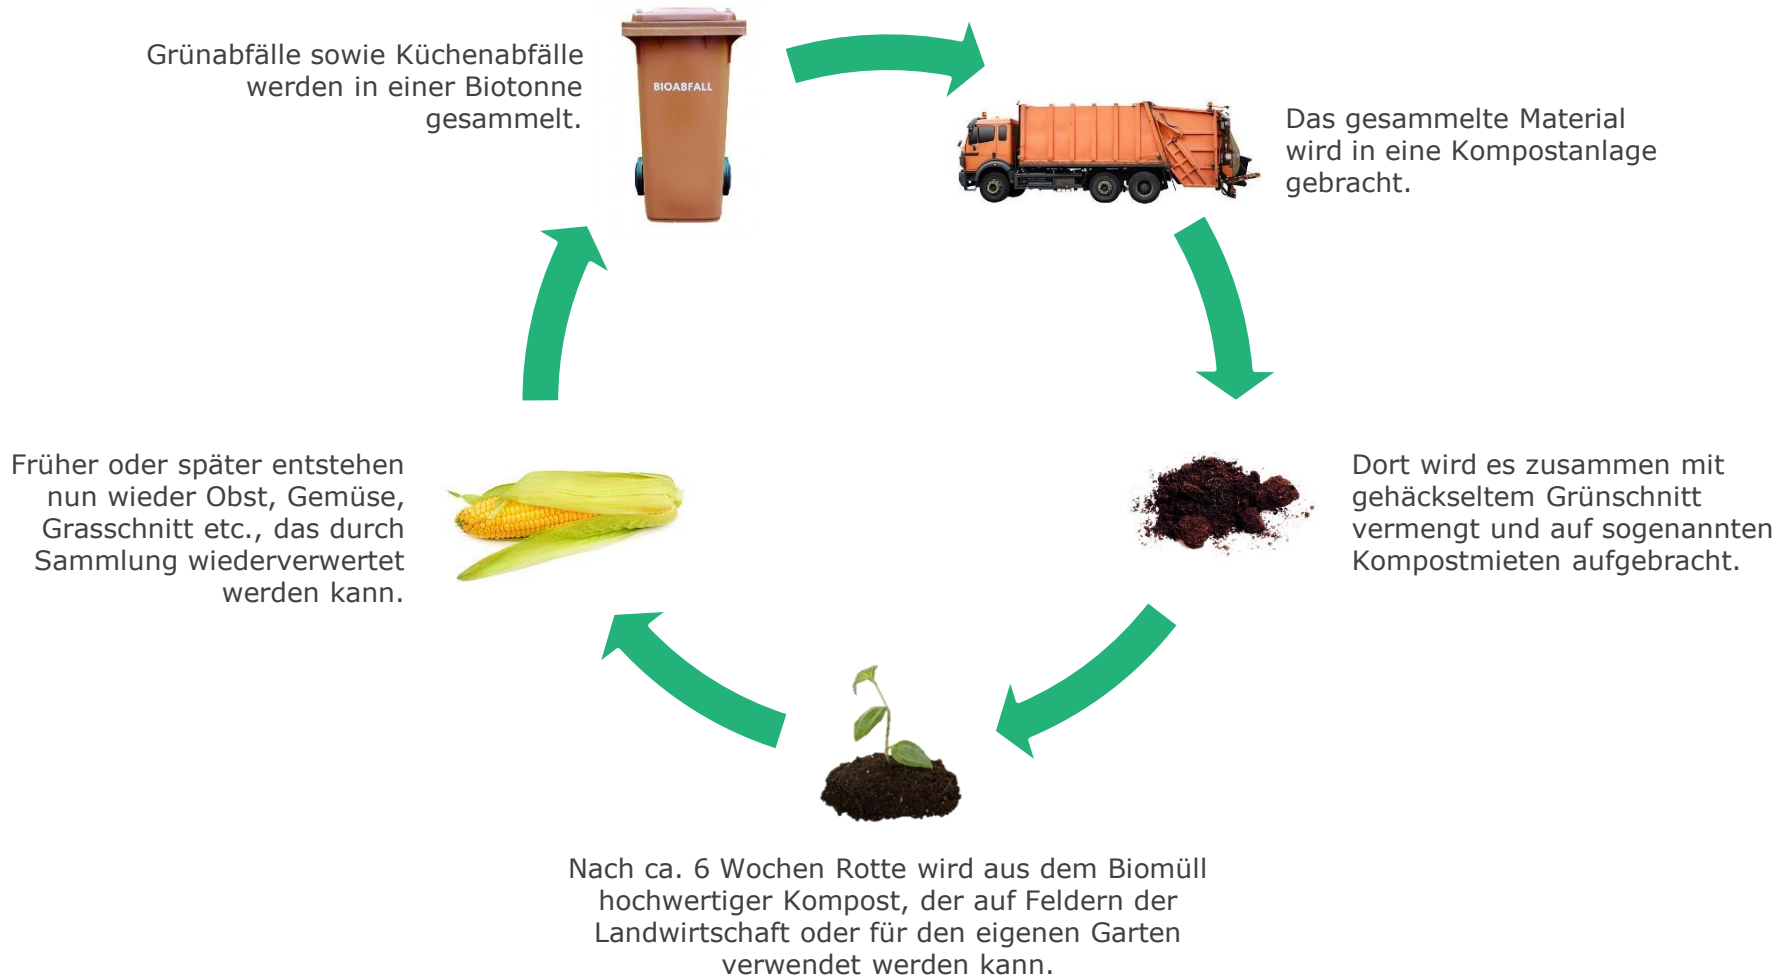 Grünabfälle sowie Küchenabfälle
werden in einer Biotonne
gesammelt.
BIOABFALL
Das gesammelte Material
wird in eine Kompostanlage
gebracht.
Dort wird es zusammen mit
gehäckseltem Grünschnitt
vermengt und auf sogenannten
Kompostmieten aufgebracht.
Nach ca. 6 Wochen Rotte wird aus dem Biomüll
hochwertiger Kompost, der auf Feldern der
Landwirtschaft oder für den eigenen Garten
verwendet werden kann.
Früher oder später entstehen
nun wieder Obst, Gemüse,
Grasschnitt etc., das durch
Sammlung wiederverwertet
werden kann.